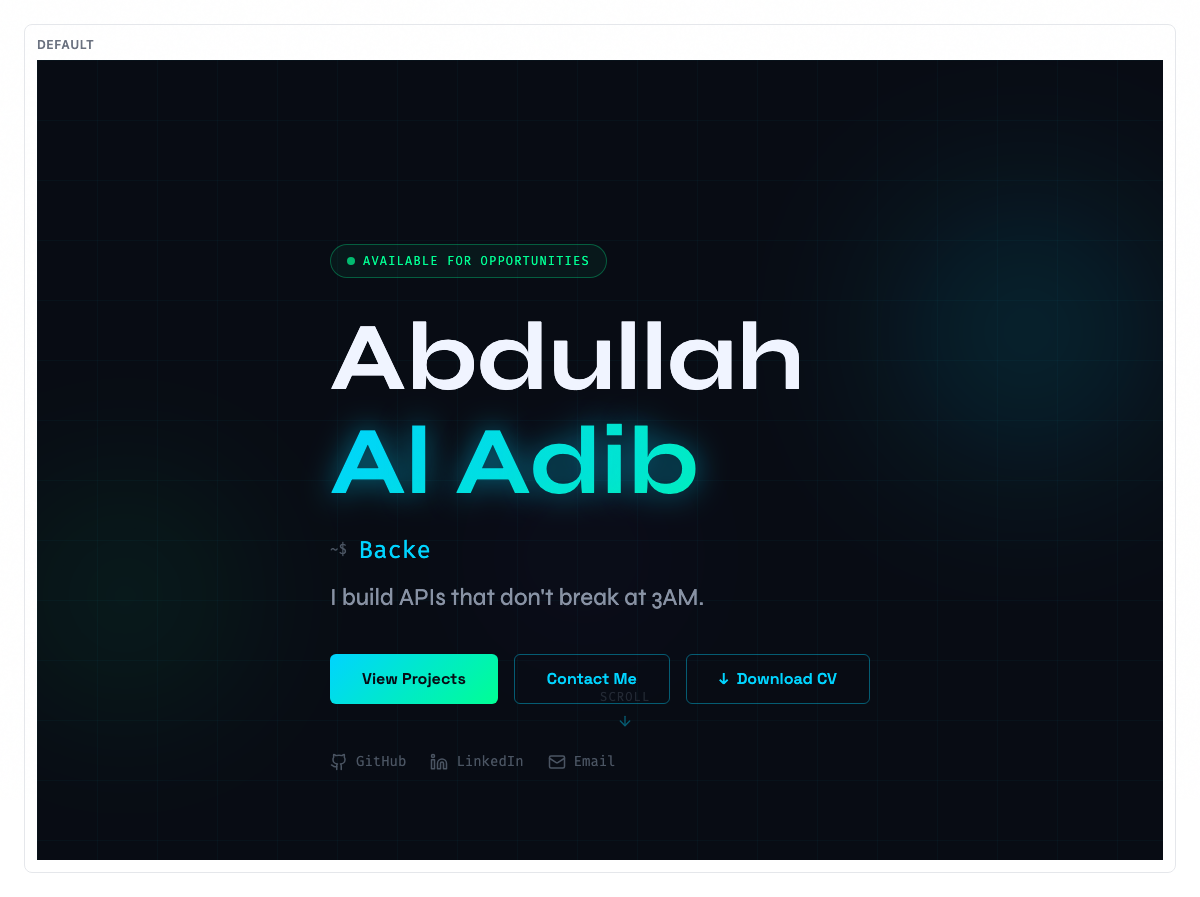 DEFAULT
AVAILABLE FOR OPPORTUNITIES
Abdullah
Al Adib
~$ Backe
I build APIs that don't break at 3AM.
View Projects Contact Me ↓ Download CV
SCROLL
↓
GitHub LinkedIn Email